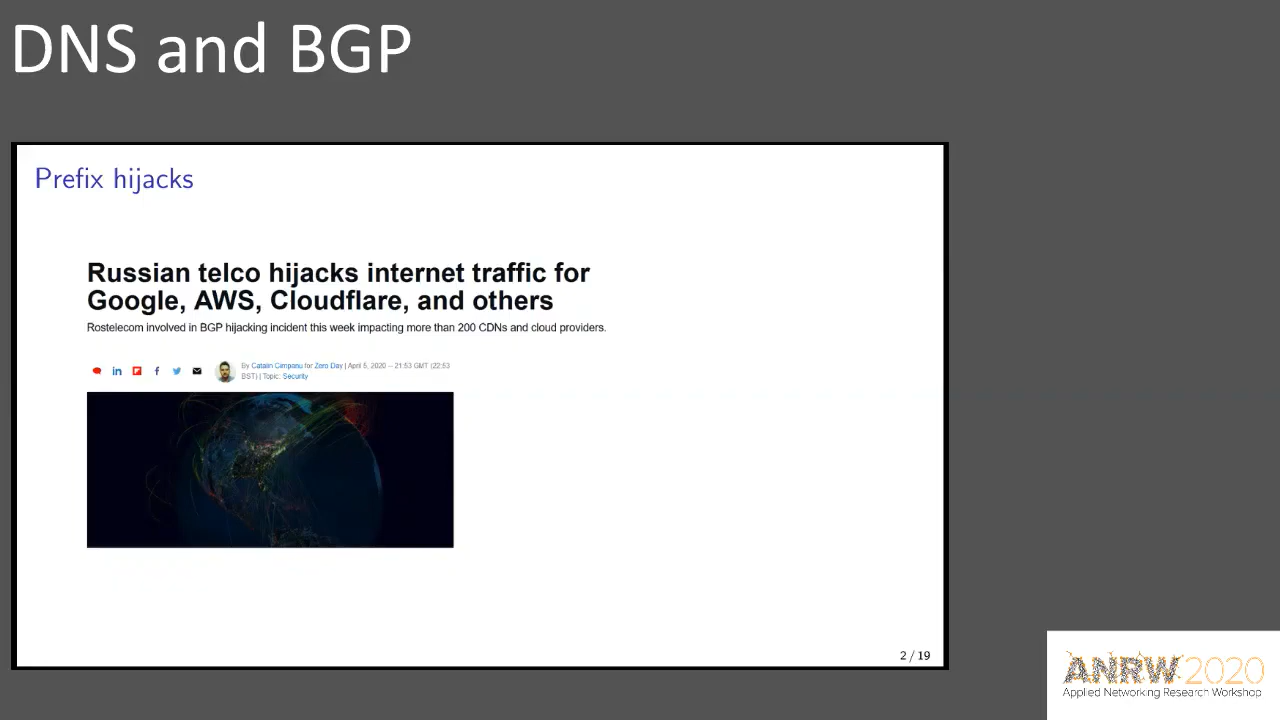 DNS and BGP
Prefix hijacks
Russian telco hijacks internet traffic for
Google, AWS, Cloudflare, and others
Rostelecom involved in BGP hijacking incident this week impacting more than 200 CDNs and cloud providers.
By Catalin Cimpanu for Zero Day | April 5, 2020 -- 21:53 GMT (22:53
BST) | Topic: Security
2 / 19
ANRW2020
Applied Networking Research Workshop